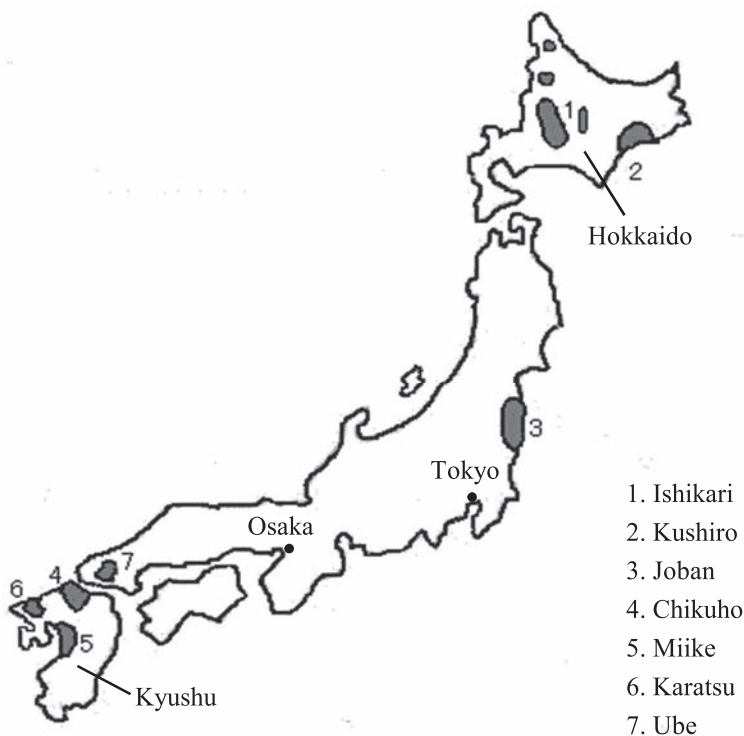 1
2
Hokkaido
3
Tokyo
Osaka
7
4
6
5
Kyushu
1. Ishikari
2. Kushiro
3. Joban
4. Chikuho
5. Miike
6. Karatsu
7. Ube